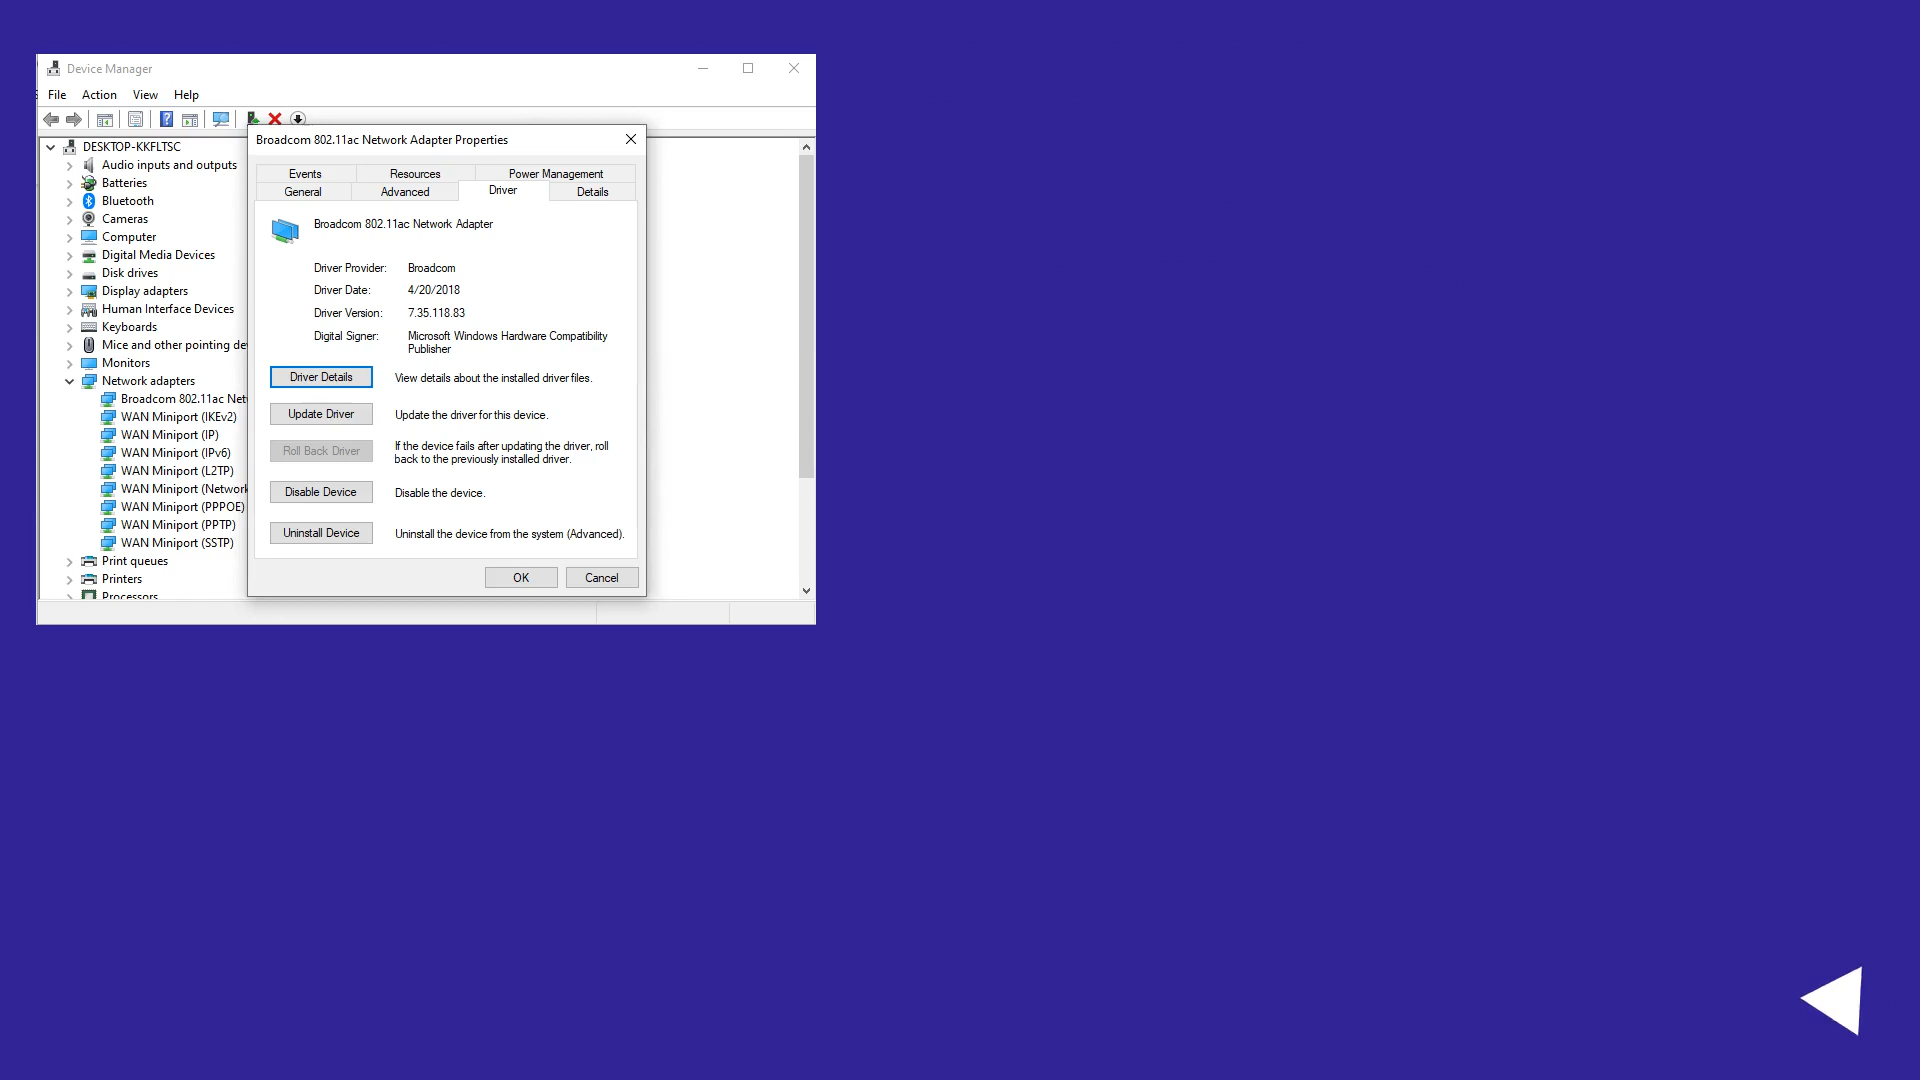 Device Manager
File Action View Help
DESKTOP-KKFLTSC
Audio inputs and outputs
Batteries
Bluetooth
Cameras
Computer
Digital Media Devices
Disk drives
Display adapters
Human Interface Devices
Keyboards
Mice and other pointing de
Monitors
Network adapters
Broadcom 802.11ac Net
WAN Miniport (IKEv2)
WAN Miniport (IP)
WAN Miniport (IPv6)
WAN Miniport (L2TP)
WAN Miniport (Network
WAN Miniport (PPPOE)
WAN Miniport (PPTP)
WAN Miniport (SSTP)
Print queues
Printers
Processors
Broadcom 802.11ac Network Adapter Properties
Events Resources Power Management
General Advanced Driver Details
Broadcom 802.11ac Network Adapter
Driver Provider: Broadcom
Driver Date: 4/20/2018
Driver Version: 7.35.118.83
Digital Signer: Microsoft Windows Hardware Compatibility
Publisher
Driver Details View details about the installed driver files.
Update Driver Update the driver for this device.
Roll Back Driver If the device fails after updating the driver, roll
back to the previously installed driver.
Disable Device Disable the device.
Uninstall Device Uninstall the device from the system (Advanced).
OK Cancel